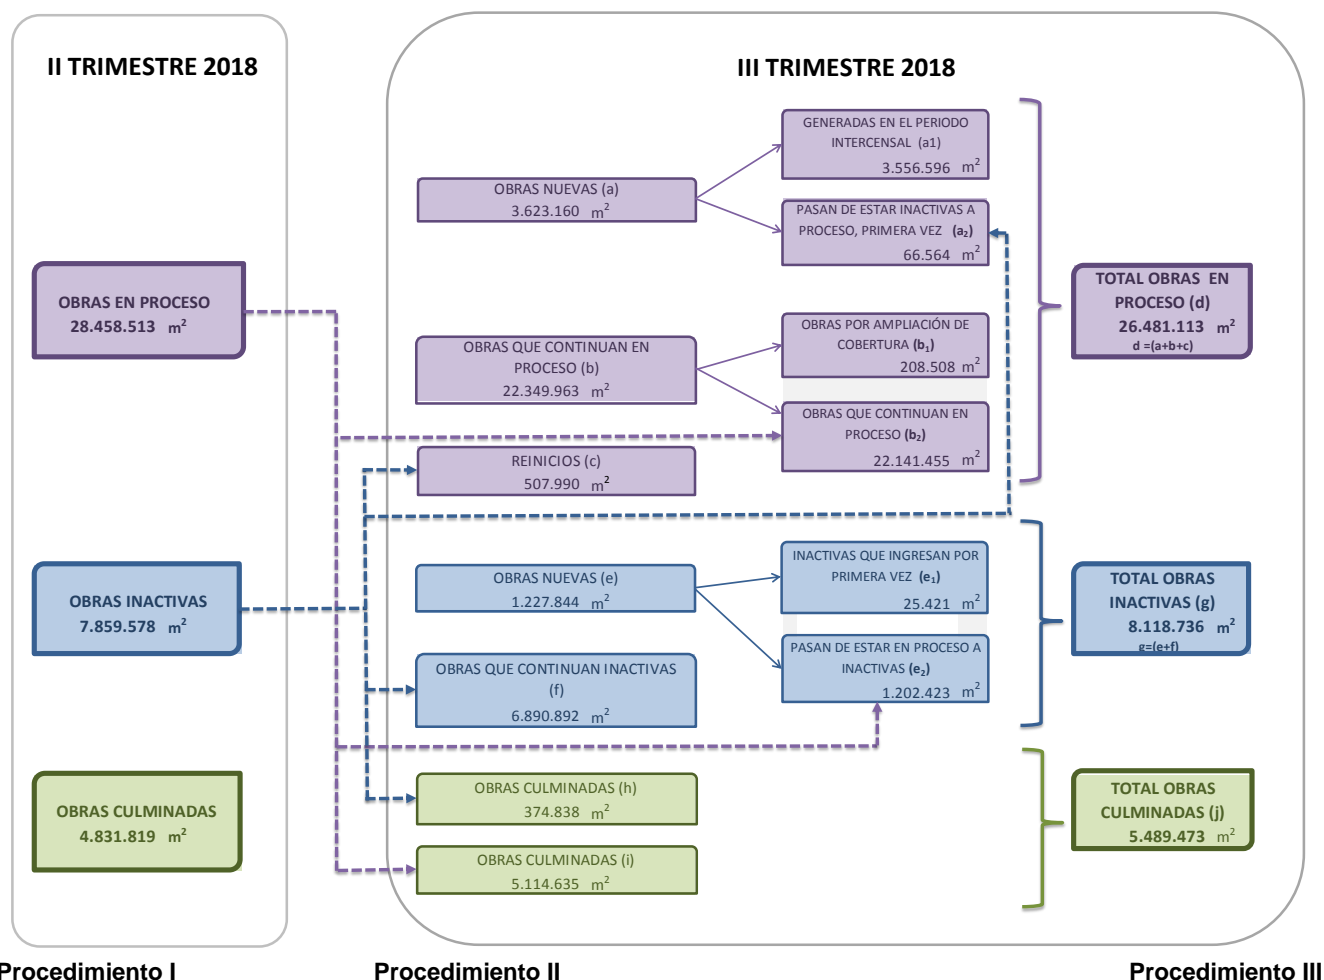 II TRIMESTRE 2018
III TRIMESTRE 2018
OBRAS EN PROCESO
28.458.513 m²
OBRAS INACTIVAS
7.859.578 m²
OBRAS CULMINADAS
4.831.819 m²
OBRAS NUEVAS (a)
3.623.160 m²
GENERADAS EN EL PERIODO
INTERCENSAL (a1)
3.556.596 m²
PASAN DE ESTAR INACTIVAS A
PROCESO, PRIMERA VEZ (a₂)
66.564 m²
OBRAS QUE CONTINUAN EN
PROCESO (b)
22.349.963 m²
OBRAS POR AMPLIACIÓN DE
COBERTURA (b₁)
208.508 m²
OBRAS QUE CONTINUAN EN
PROCESO (b₂)
22.141.455 m²
REINICIOS (c)
507.990 m²
TOTAL OBRAS EN
PROCESO (d)
26.481.113 m²
d =(a+b+c)
OBRAS NUEVAS (e)
1.227.844 m²
INACTIVAS QUE INGRESAN POR
PRIMERA VEZ (e₁)
25.421 m²
PASAN DE ESTAR EN PROCESO A
INACTIVAS (e₂)
1.202.423 m²
OBRAS QUE CONTINUAN INACTIVAS
(f)
6.890.892 m²
TOTAL OBRAS
INACTIVAS (g)
8.118.736 m²
g=(e+f)
OBRAS CULMINADAS (h)
374.838 m²
OBRAS CULMINADAS (i)
5.114.635 m²
TOTAL OBRAS
CULMINADAS (j)
5.489.473 m²
Procedimiento I
Procedimiento II
Procedimiento III